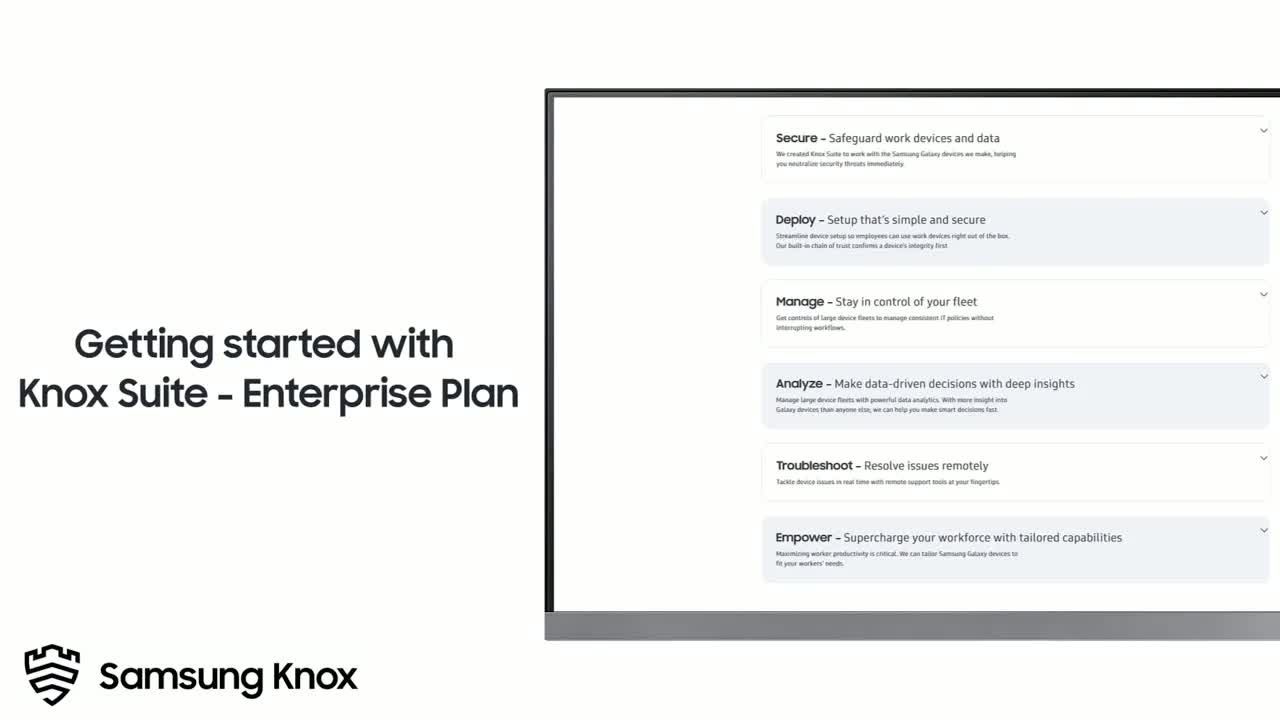 Getting started with
Knox Suite - Enterprise Plan
Samsung Knox
Secure – Safeguard work devices and data
We created Knox Suite to work with the Samsung Galaxy devices we make, helping
you neutralize security threats immediately.
Deploy – Setup that's simple and secure
Streamline device setup so employees can use work devices right out of the box.
Our built-in chain of trust confirms a device's integrity first
Manage – Stay in control of your fleet
Get controls of large device fleets to manage consistent IT policies without
interrupting workflows.
Analyze – Make data-driven decisions with deep insights
Manage large device fleets with powerful data analytics. With more insight into
Galaxy devices than anyone else, we can help you make smart decisions fast.
Troubleshoot – Resolve issues remotely
Tackle device issues in real time with remote support tools at your fingertips.
Empower – Supercharge your workforce with tailored capabilities
Maximizing worker productivity is critical. We can tailor Samsung Galaxy devices to
fit your workers' needs.